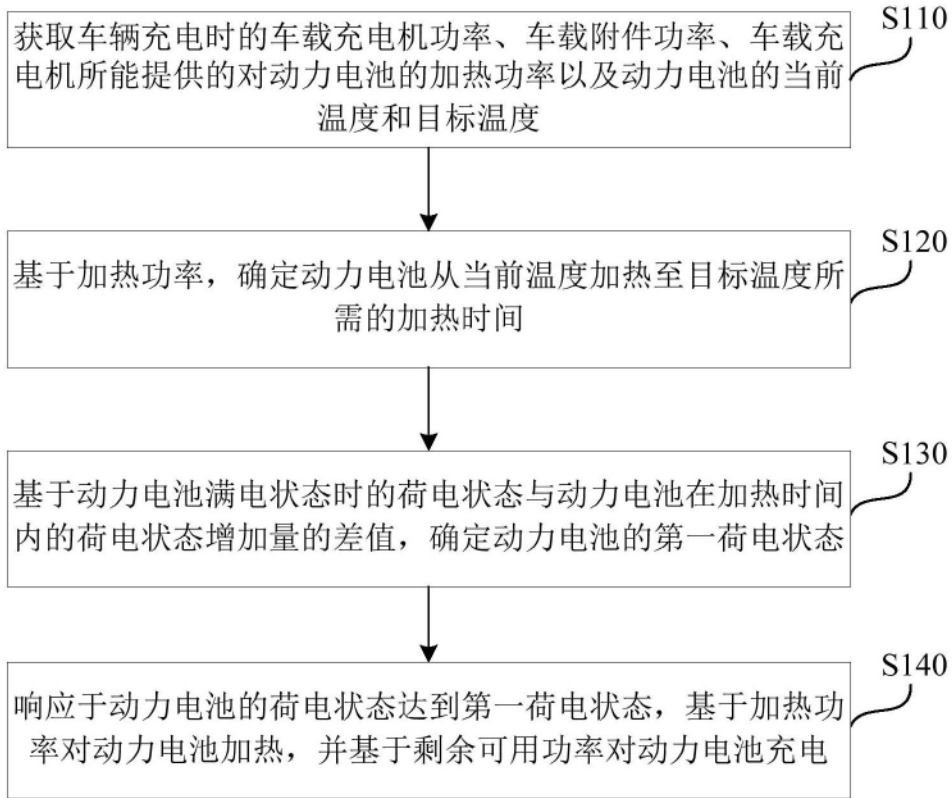 S110
获取车辆充电时的车载充电机功率、车载附件功率、车载充
电机所能提供的对动力电池的加热功率以及动力电池的当前
温度和目标温度
S120
基于加热功率，确定动力电池从当前温度加热至目标温度所
需的加热时间
S130
基于动力电池满电状态时的荷电状态与动力电池在加热时间
内的荷电状态增加量的差值，确定动力电池的第一荷电状态
S140
响应于动力电池的荷电状态达到第一荷电状态，基于加热功
率对动力电池加热，并基于剩余可用功率对动力电池充电